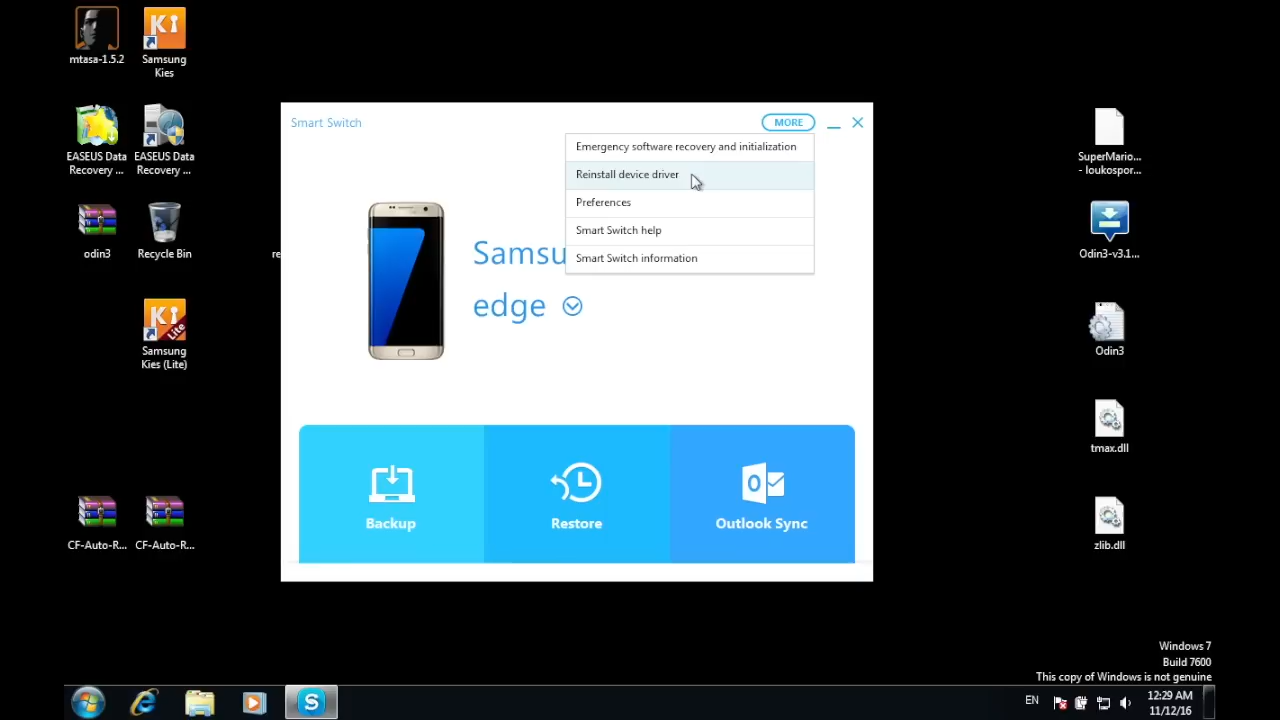 mtasa-1.5.2
Samsung
Kies
EASEUS Data
Recovery ...
EASEUS Data
Recovery ...
odin3
Recycle Bin
re
Samsung
Kies (Lite)
Lite
CF-Auto-R...
CF-Auto-R...
Smart Switch
MORE
Emergency software recovery and initialization
Reinstall device driver
Preferences
Smart Switch help
Smart Switch information
Samsu
edge
Backup
Restore
Outlook Sync
SuperMario...
- loukospor...
Odin3-v3.1...
Odin3
tmax.dll
zlib.dll
Windows 7
Build 7600
This copy of Windows is not genuine
EN
12:29 AM
11/12/16